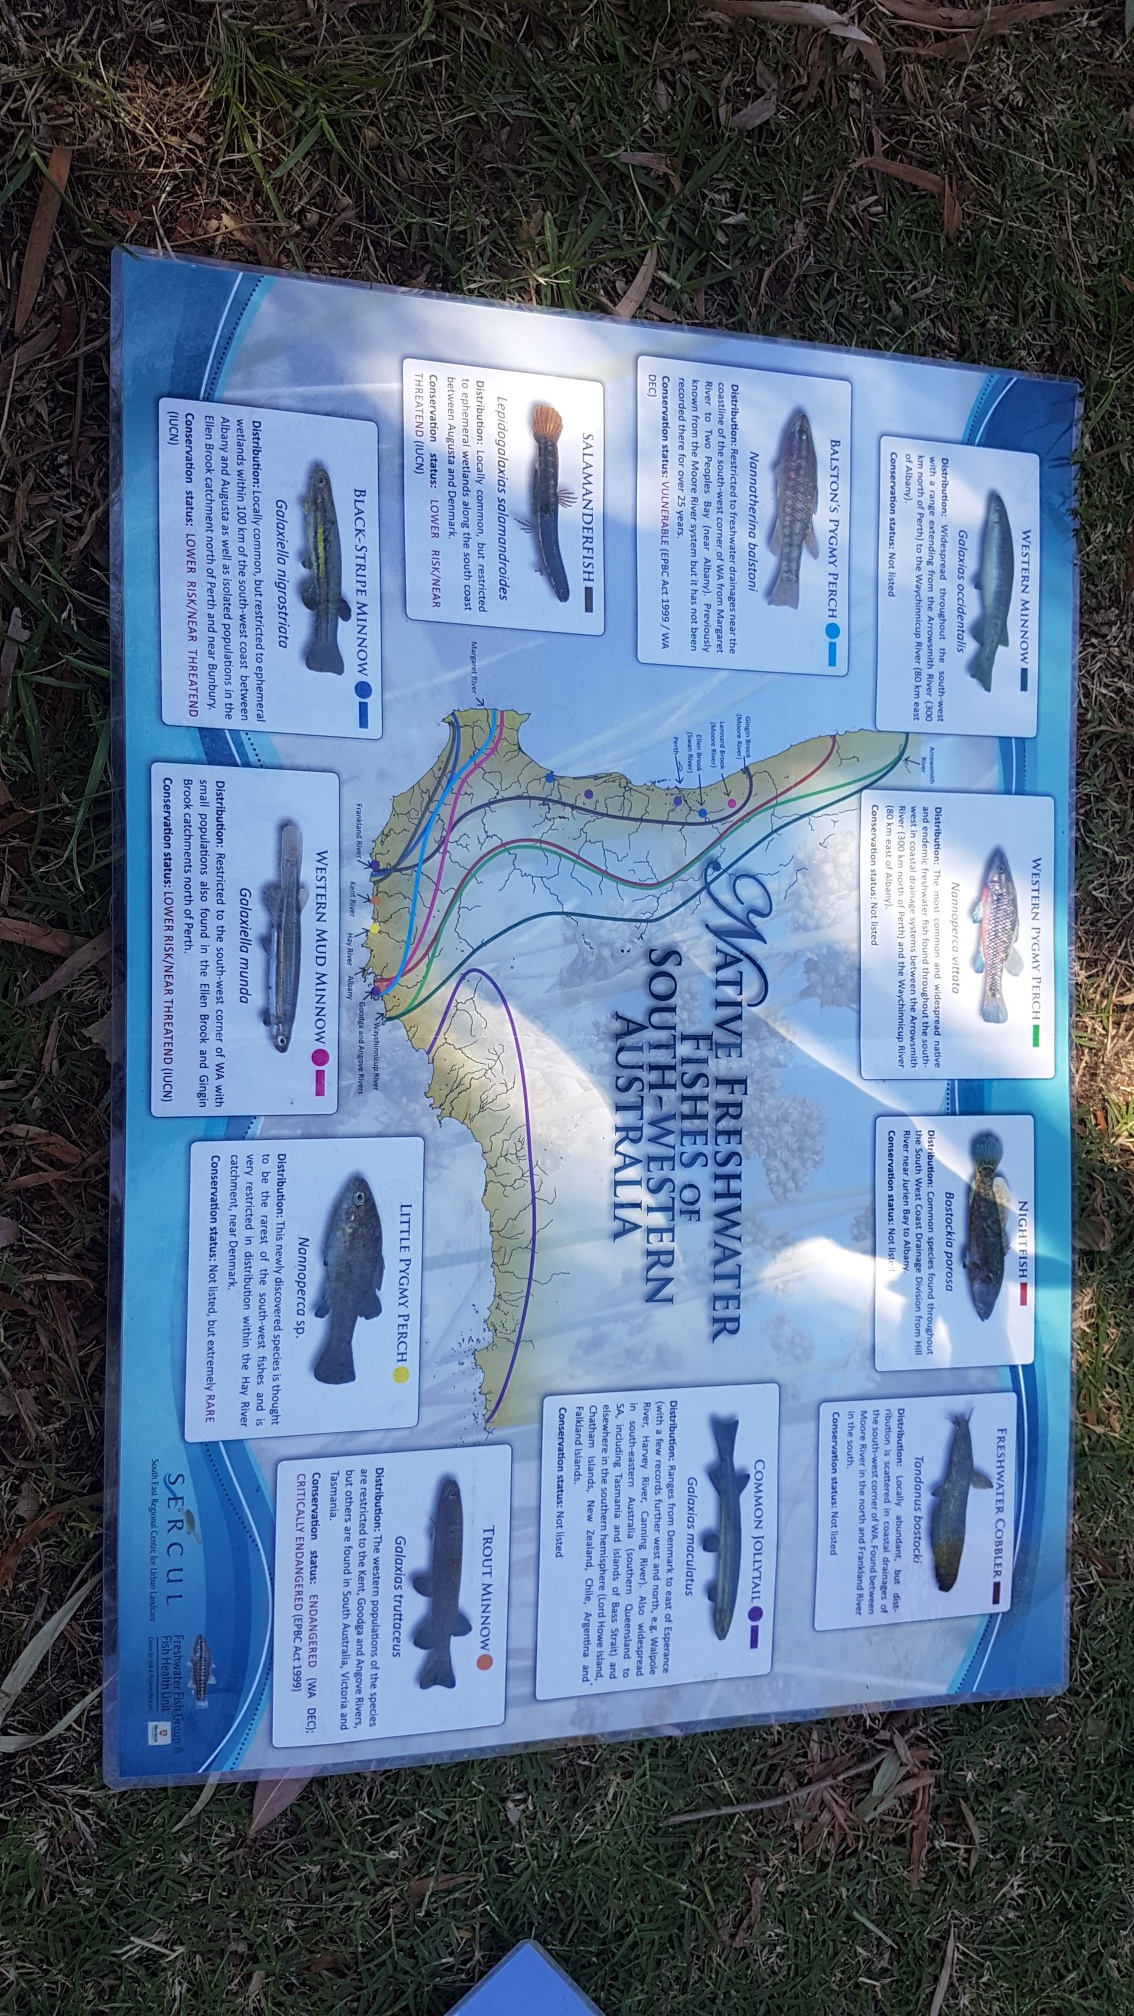 NATIVE FRESHWATER
FISHES OF
SOUTH-WESTERN
AUSTRALIA
WESTERN MINNOW
Galaxias occidentalis
Distribution: Widespread throughout the south-west
with a range extending from the Arrowsmith River (300
km north of Perth) to the Waychinnicup River (80 km east
of Albany).
Conservation status: Not listed
WESTERN PYGMY PERCH
Nannoperca vittata
Distribution: The most common and widespread native
and endemic freshwater fish found throughout the south-
west in coastal drainage systems between the Arrowsmith
River (300 km north of Perth) and the Waychinnicup River
(80 km east of Albany).
Conservation status: Not listed
NIGHTFISH
Bostockia porosa
Distribution: Common species found throughout
the South West Coast Drainage Division from Hill
River near Jurien Bay to Albany.
Conservation status: Not listed
FRESHWATER COBBLER
Tandanus bostocki
Distribution: Locally abundant, but dist-
ribution is scattered in coastal drainages of
the south-west corner of WA. Found between
Moore River in the north and Frankland River
in the south.
Conservation status: Not listed
BALSTON'S PYGMY PERCH
Nannatherina balstoni
Distribution: Restricted to freshwater drainages near the
coastline of the south-west corner of WA from Margaret
River to Two Peoples Bay (near Albany). Previously
known from the Moore River system but it has not been
recorded there for over 25 years.
Conservation status: VULNERABLE (EPBC Act 1999 / WA
DEC)
COMMON JOLLYTAIL
Galaxias maculatus
Distribution: Ranges from Denmark to east of Esperance
(with a few records further west and north, e.g. Walpole
River, Harvey River, Canning River). Also widespread
in south-eastern Australia (southern Queensland to
SA, including Tasmania and islands of Bass Strait) and
elsewhere in the southern hemisphere (Lord Howe Island,
Chatham Islands, New Zealand, Chile, Argentina and
Falkland Islands.
Conservation status: Not listed
SALAMANDERFISH
Lepidogalaxias salamandroides
Distribution: Locally common, but restricted
to ephemeral wetlands along the south coast
between Augusta and Denmark.
Conservation status: LOWER RISK/NEAR
THREATEND (IUCN)
BLACK-STRIPE MINNOW
Galaxiella nigrostriata
Distribution: Locally common, but restricted to ephemeral
wetlands within 100 km of the south-west coast between
Albany and Augusta as well as isolated populations in the
Ellen Brook catchment north of Perth and near Bunbury.
Conservation status: LOWER RISK/NEAR THREATEND
(IUCN)
WESTERN MUD MINNOW
Galaxiella munda
Distribution: Restricted to the south-west corner of WA with
small populations also found in the Ellen Brook and Gingin
Brook catchments north of Perth.
Conservation status: LOWER RISK/NEAR THREATEND (IUCN)
LITTLE PYGMY PERCH
Nannoperca sp.
Distribution: This newly discovered species is thought
to be the rarest of the south-west fishes and is
very restricted in distribution within the Hay River
catchment, near Denmark.
Conservation status: Not listed, but extremely RARE
TROUT MINNOW
Galaxias truttaceus
Distribution: The western populations of the species
are restricted to the Kent, Goodga and Angove Rivers,
but others are found in South Australia, Victoria and
Tasmania.
Conservation status: ENDANGERED (WA DEC);
CRITICALLY ENDANGERED (EPBC Act 1999)
Arrowsmith
River
Gingin Brook
(Moore River)
Lennard Brook
(Moore River)
Ellen Brook
(Swan River)
Perth
Margaret River
Frankland River
Kent River
Hay River
Albany
Goodga and Angove Rivers
Waychinnicup River
SERCUL
South East Regional Centre for Urban Landcare
Freshwater Fish Group &
Fish Health Unit